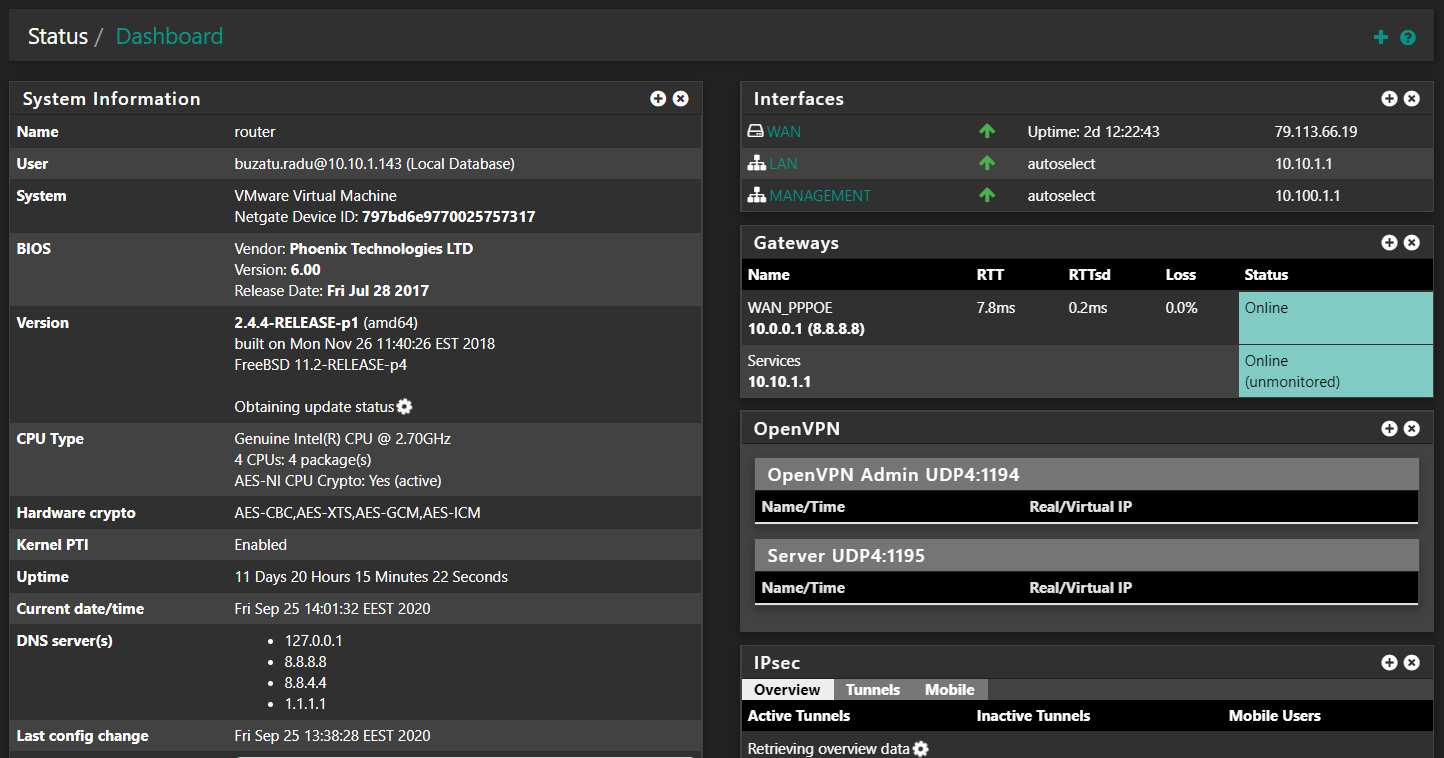 Status / Dashboard
System Information
Name router
User buzatu.radu@10.10.1.143 (Local Database)
System VMware Virtual Machine
Netgate Device ID: 797bd6e9770025757317
BIOS Vendor: Phoenix Technologies LTD
Version: 6.00
Release Date: Fri Jul 28 2017
Version 2.4.4-RELEASE-p1 (amd64)
built on Mon Nov 26 11:40:26 EST 2018
FreeBSD 11.2-RELEASE-p4
Obtaining update status
CPU Type Genuine Intel(R) CPU @ 2.70GHz
4 CPUs: 4 package(s)
AES-NI CPU Crypto: Yes (active)
Hardware crypto AES-CBC,AES-XTS,AES-GCM,AES-ICM
Kernel PTI Enabled
Uptime 11 Days 20 Hours 15 Minutes 22 Seconds
Current date/time Fri Sep 25 14:01:32 EEST 2020
DNS server(s) • 127.0.0.1
• 8.8.8.8
• 8.8.4.4
• 1.1.1.1
Last config change Fri Sep 25 13:38:28 EEST 2020
Interfaces
WAN Uptime: 2d 12:22:43 79.113.66.19
LAN autoselect 10.10.1.1
MANAGEMENT autoselect 10.100.1.1
Gateways
Name RTT RTTsd Loss Status
WAN_PPPOE 7.8ms 0.2ms 0.0% Online
10.0.0.1 (8.8.8.8)
Services Online
10.10.1.1 (unmonitored)
OpenVPN
OpenVPN Admin UDP4:1194
Name/Time Real/Virtual IP
Server UDP4:1195
Name/Time Real/Virtual IP
IPsec
Overview Tunnels Mobile
Active Tunnels Inactive Tunnels Mobile Users
Retrieving overview data